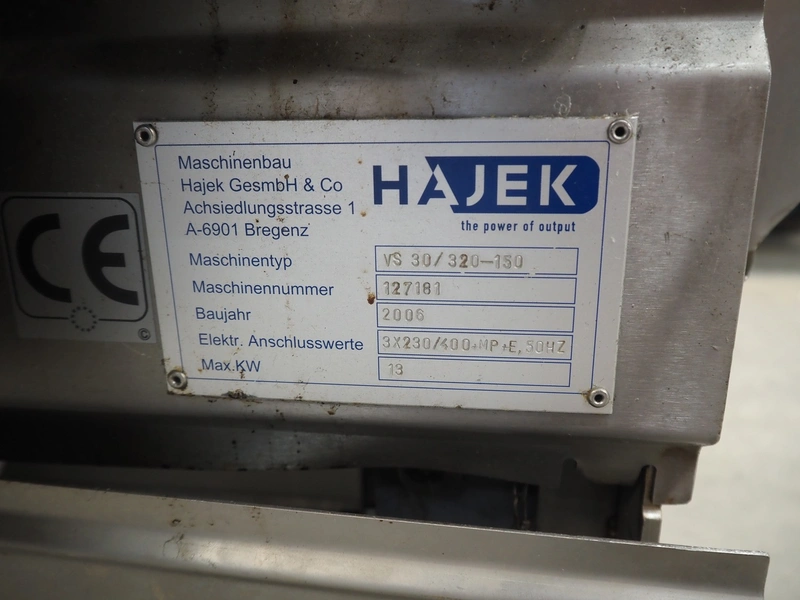 Maschinenbau
Hajek GesmbH & Co
Achsiedlungsstrasse 1
A-6901 Bregenz
HAJEK
the power of output
Maschinentyp VS 30/320-150
Maschinennummer 127181
Baujahr 2006
Elektr. Anschlusswerte 3X230/400+MP+E,50HZ
Max.KW 13
CE
©